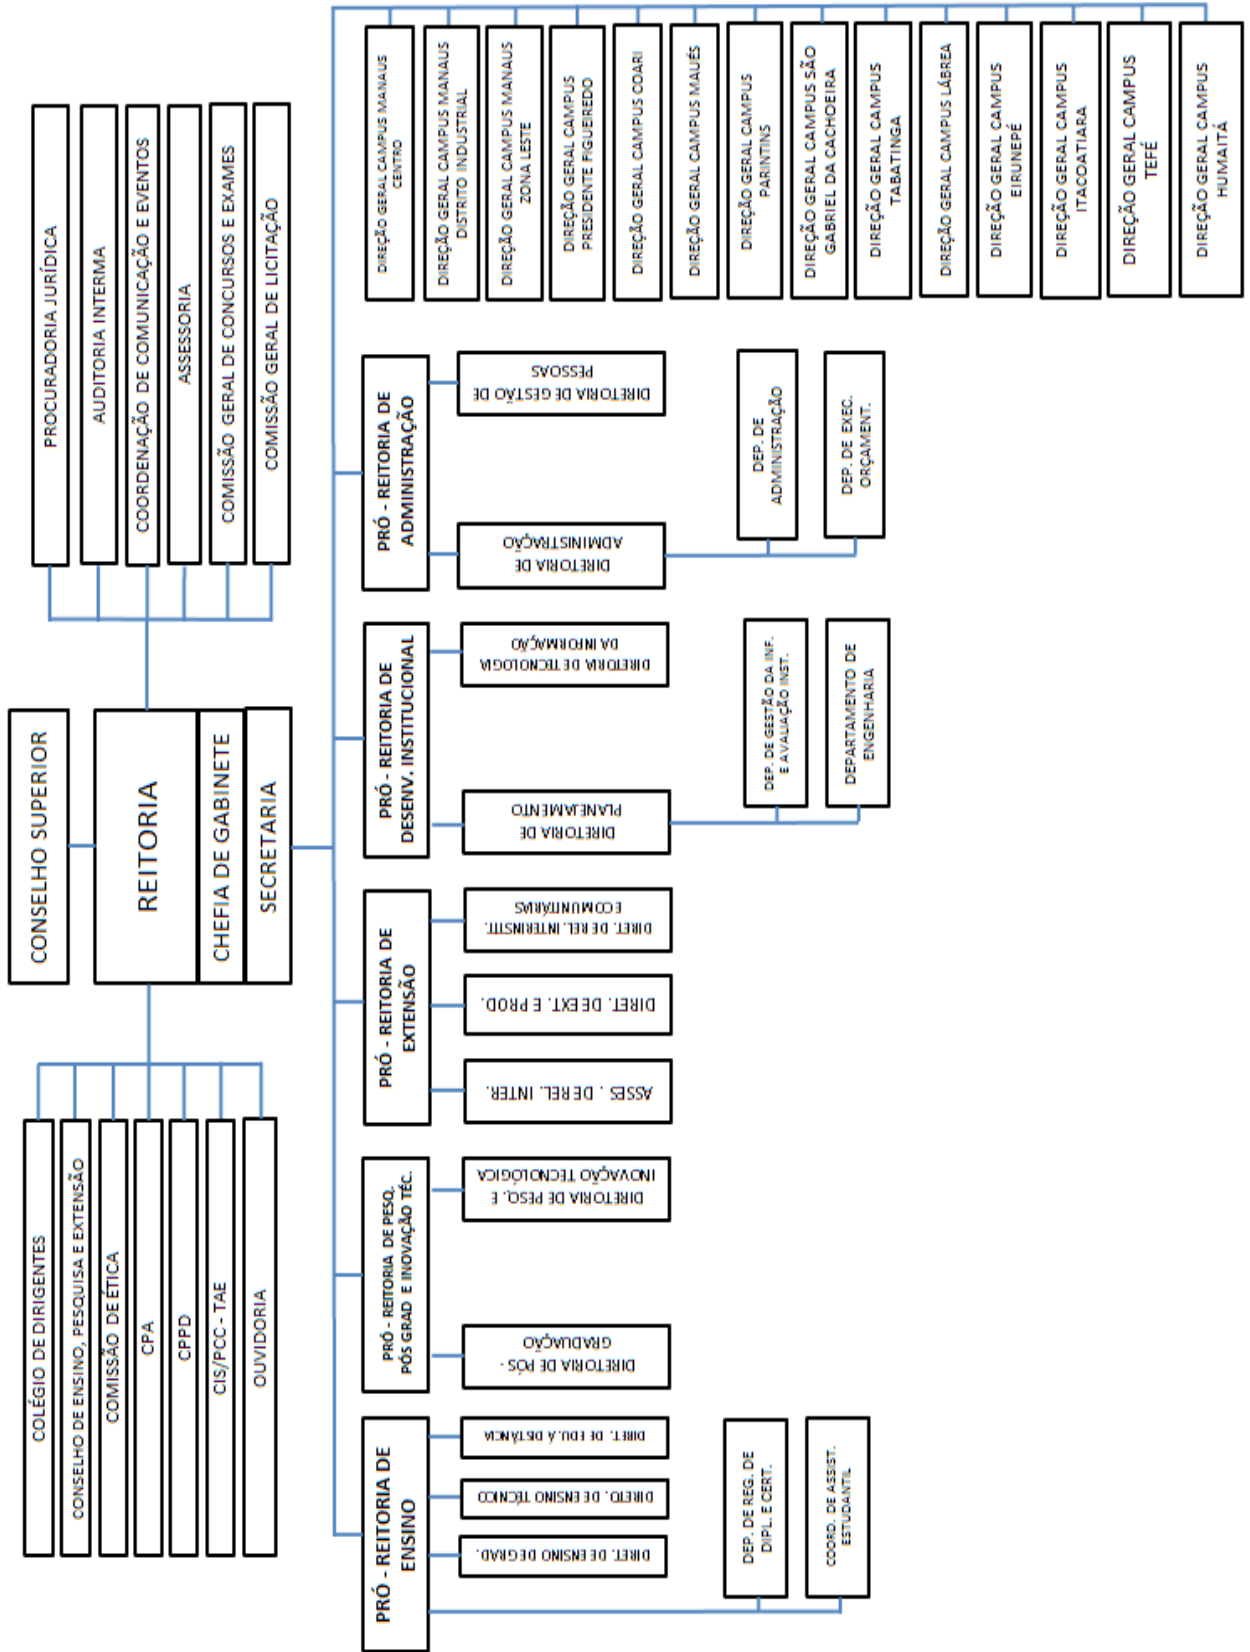 CONSELHO SUPERIOR
REITORIA
CHEFIA DE GABINETE
SECRETARIA
COLÉGIO DE DIRIGENTES
CONSELHO DE ENSINO, PESQUISA E EXTENSÃO
COMISSÃO DE ÉTICA
CPA
CPPD
CIS/PCC - TAE
OUVIDORIA
PROCURADORIA JURÍDICA
AUDITORIA INTERMA
COORDENAÇÃO DE COMUNICAÇÃO E EVENTOS
ASSESSORIA
COMISSÃO GERAL DE CONCURSOS E EXAMES
COMISSÃO GERAL DE LICITAÇÃO
PRÓ - REITORIA DE
ENSINO
DIRET. DE ENSINO DE GRAD.
DIRETO. DE ENSINO TÉCNICO
DIRET. DE EDU.Á DISTÂNCIA
DEP. DE REG. DE
DIPL. E CERT.
COORD. DE ASSIST.
ESTUDANTIL
PRÓ - REITORIA DE PESQ,
PÓS GRAD E INOVAÇÃO TÉC.
DIRETORIA DE PÓS -
GRADUAÇÃO
DIRETORIA DE PESQ. E
INOVAÇÃO TECNOLÓGICA
PRÓ - REITORIA DE
EXTENSÃO
ASSES . DE REL. INTER.
DIRET. DE EXT. E PROD.
DIRET. DE REL. INTERINSTIT.
E COMUNITÁRIAS
PRÓ - REITORIA DE
DESENV. INSTITUCIONAL
DIRETORIA DE
PLANEJAMENTO
DIRETORIA DE TECNOLOGIA
DA INFORMAÇÃO
DEP. DE GESTÃO DA INF.
E AVALIAÇÃO INST.
DEPARTAMENTO DE
ENGENHARIA
PRÓ - REITORIA DE
ADMINISTRAÇÃO
DIRETORIA DE
ADMINISTRAÇÃO
DIRETORIA DE GESTÃO DE
PESSOAS
DEP. DE
ADMINISTRAÇÃO
DEP. DE EXEC.
ORÇAMENT.
DIREÇÃO GERAL CAMPUS MANAUS
CENTRO
DIREÇÃO GERAL CAMPUS MANAUS
DISTRITO INDUSTRIAL
DIREÇÃO GERAL CAMPUS MANAUS
ZONA LESTE
DIREÇÃO GERAL CAMPUS
PRESIDENTE FIGUEIREDO
DIREÇÃO GERAL CAMPUS COARI
DIREÇÃO GERAL CAMPUS MAUÉS
DIREÇÃO GERAL CAMPUS
PARINTINS
DIREÇÃO GERAL CAMPUS SÃO
GABRIEL DA CACHOEIRA
DIREÇÃO GERAL CAMPUS
TABATINGA
DIREÇÃO GERAL CAMPUS LÁBREA
DIREÇÃO GERAL CAMPUS
EIRUNEPÉ
DIREÇÃO GERAL CAMPUS
ITACOATIARA
DIREÇÃO GERAL CAMPUS
TEFÉ
DIREÇÃO GERAL CAMPUS
HUMAITÁ